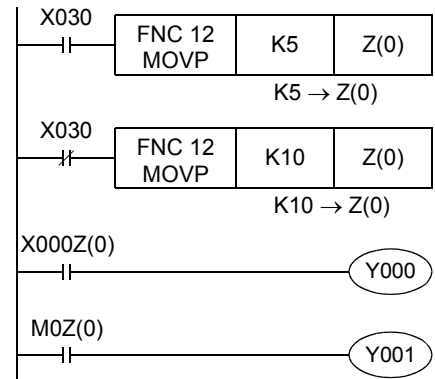 X030
FNC 12
MOVP
K5
Z(0)
K5 → Z(0)
X030
FNC 12
MOVP
K10
Z(0)
K10 → Z(0)
X000Z(0)
Y000
M0Z(0)
Y001